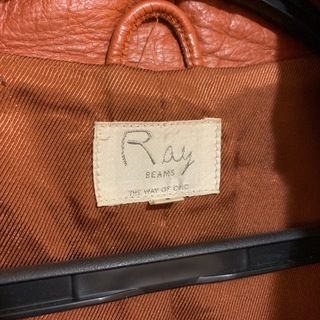 Ray
BEAMS
THE WAY OF CHIC